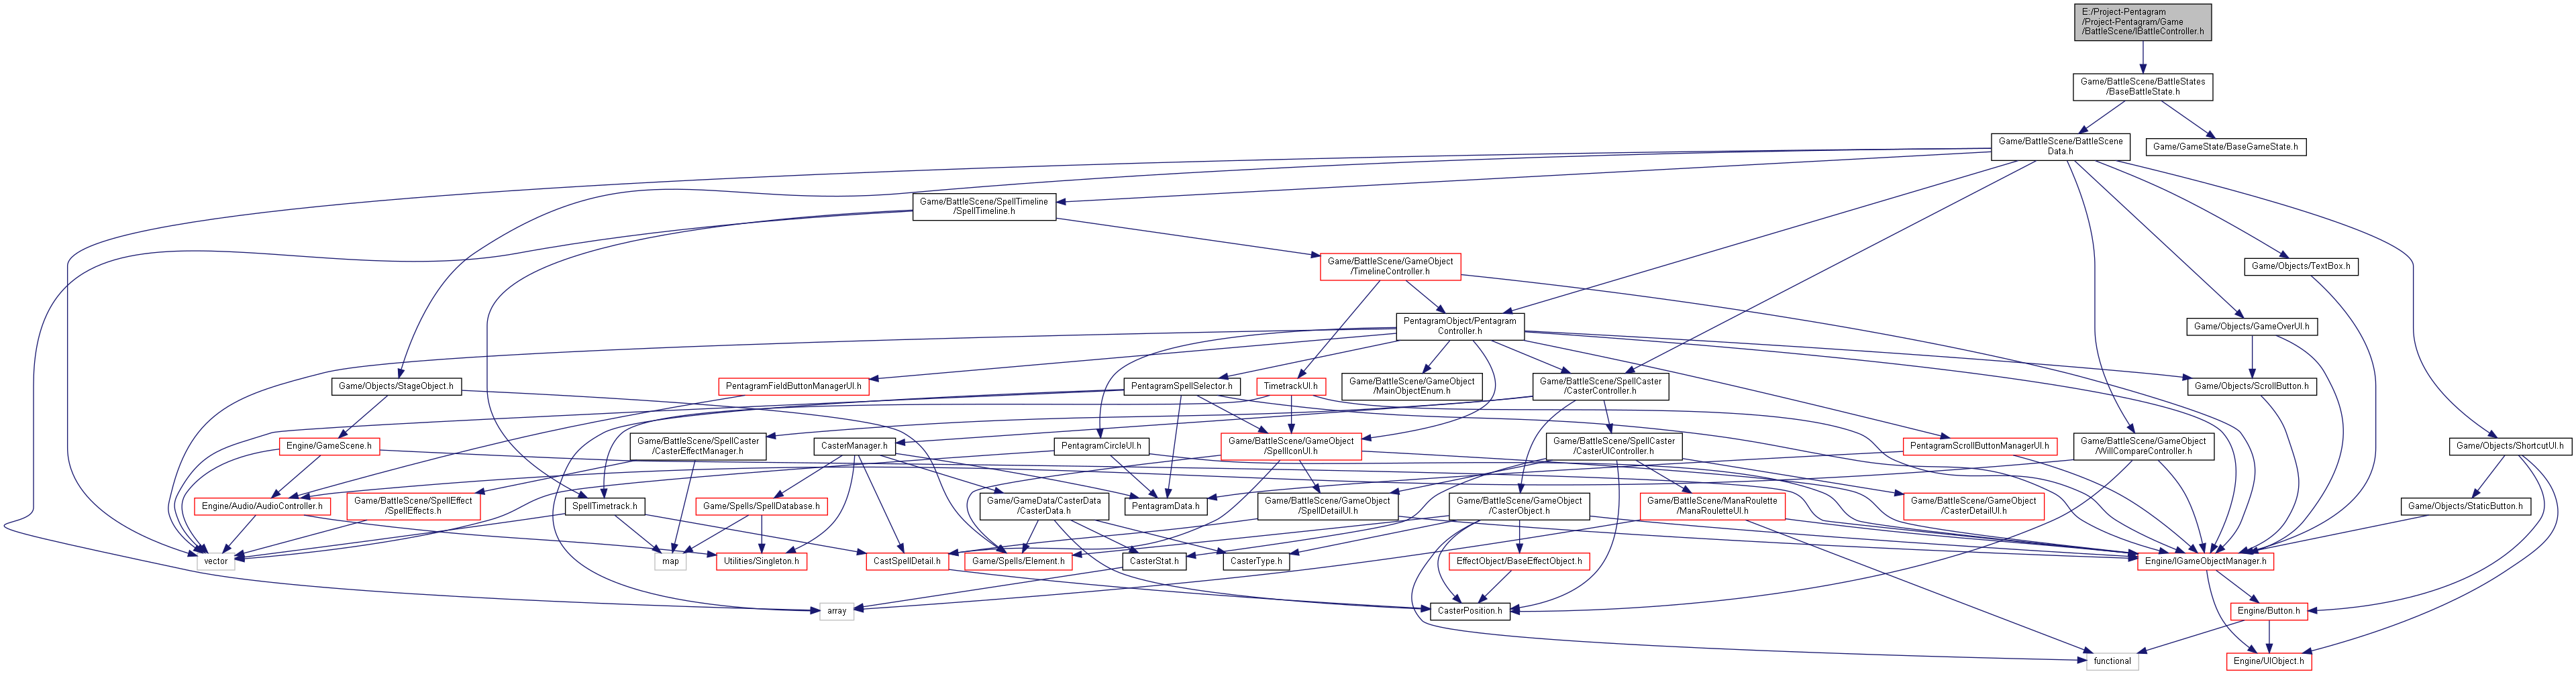 E:/Project-Pentagram
/Project-Pentagram/Game
/BattleScene/IBattleController.h
Game/BattleScene/BattleStates
/BaseBattleState.h
Game/BattleScene/BattleScene
Data.h
Game/GameState/BaseGameState.h
Game/BattleScene/SpellTimeline
/SpellTimeline.h
Game/BattleScene/GameObject
/TimelineController.h
Game/Objects/TextBox.h
PentagramObject/Pentagram
Controller.h
Game/Objects/GameOverUI.h
Game/Objects/StageObject.h
PentagramFieldButtonManagerUI.h
PentagramSpellSelector.h
TimetrackUI.h
Game/BattleScene/GameObject
/MainObjectEnum.h
Game/BattleScene/SpellCaster
/CasterController.h
Game/Objects/ScrollButton.h
Engine/GameScene.h
Game/BattleScene/SpellCaster
/CasterEffectManager.h
CasterManager.h
PentagramCircleUI.h
Game/BattleScene/GameObject
/SpellIconUI.h
Game/BattleScene/SpellCaster
/CasterUIController.h
PentagramScrollButtonManagerUI.h
Game/BattleScene/GameObject
/WillCompareController.h
Game/Objects/ShortcutUI.h
Engine/Audio/AudioController.h
Game/BattleScene/SpellEffect
/SpellEffects.h
SpellTimetrack.h
Game/Spells/SpellDatabase.h
Game/GameData/CasterData
/CasterData.h
PentagramData.h
Game/BattleScene/GameObject
/SpellDetailUI.h
Game/BattleScene/GameObject
/CasterObject.h
Game/BattleScene/ManaRoulette
/ManaRouletteUI.h
Game/BattleScene/GameObject
/CasterDetailUI.h
Game/Objects/StaticButton.h
vector
map
Utilities/Singleton.h
CastSpellDetail.h
Game/Spells/Element.h
CasterStat.h
CasterType.h
EffectObject/BaseEffectObject.h
Engine/IGameObjectManager.h
array
CasterPosition.h
Engine/Button.h
functional
Engine/UIObject.h